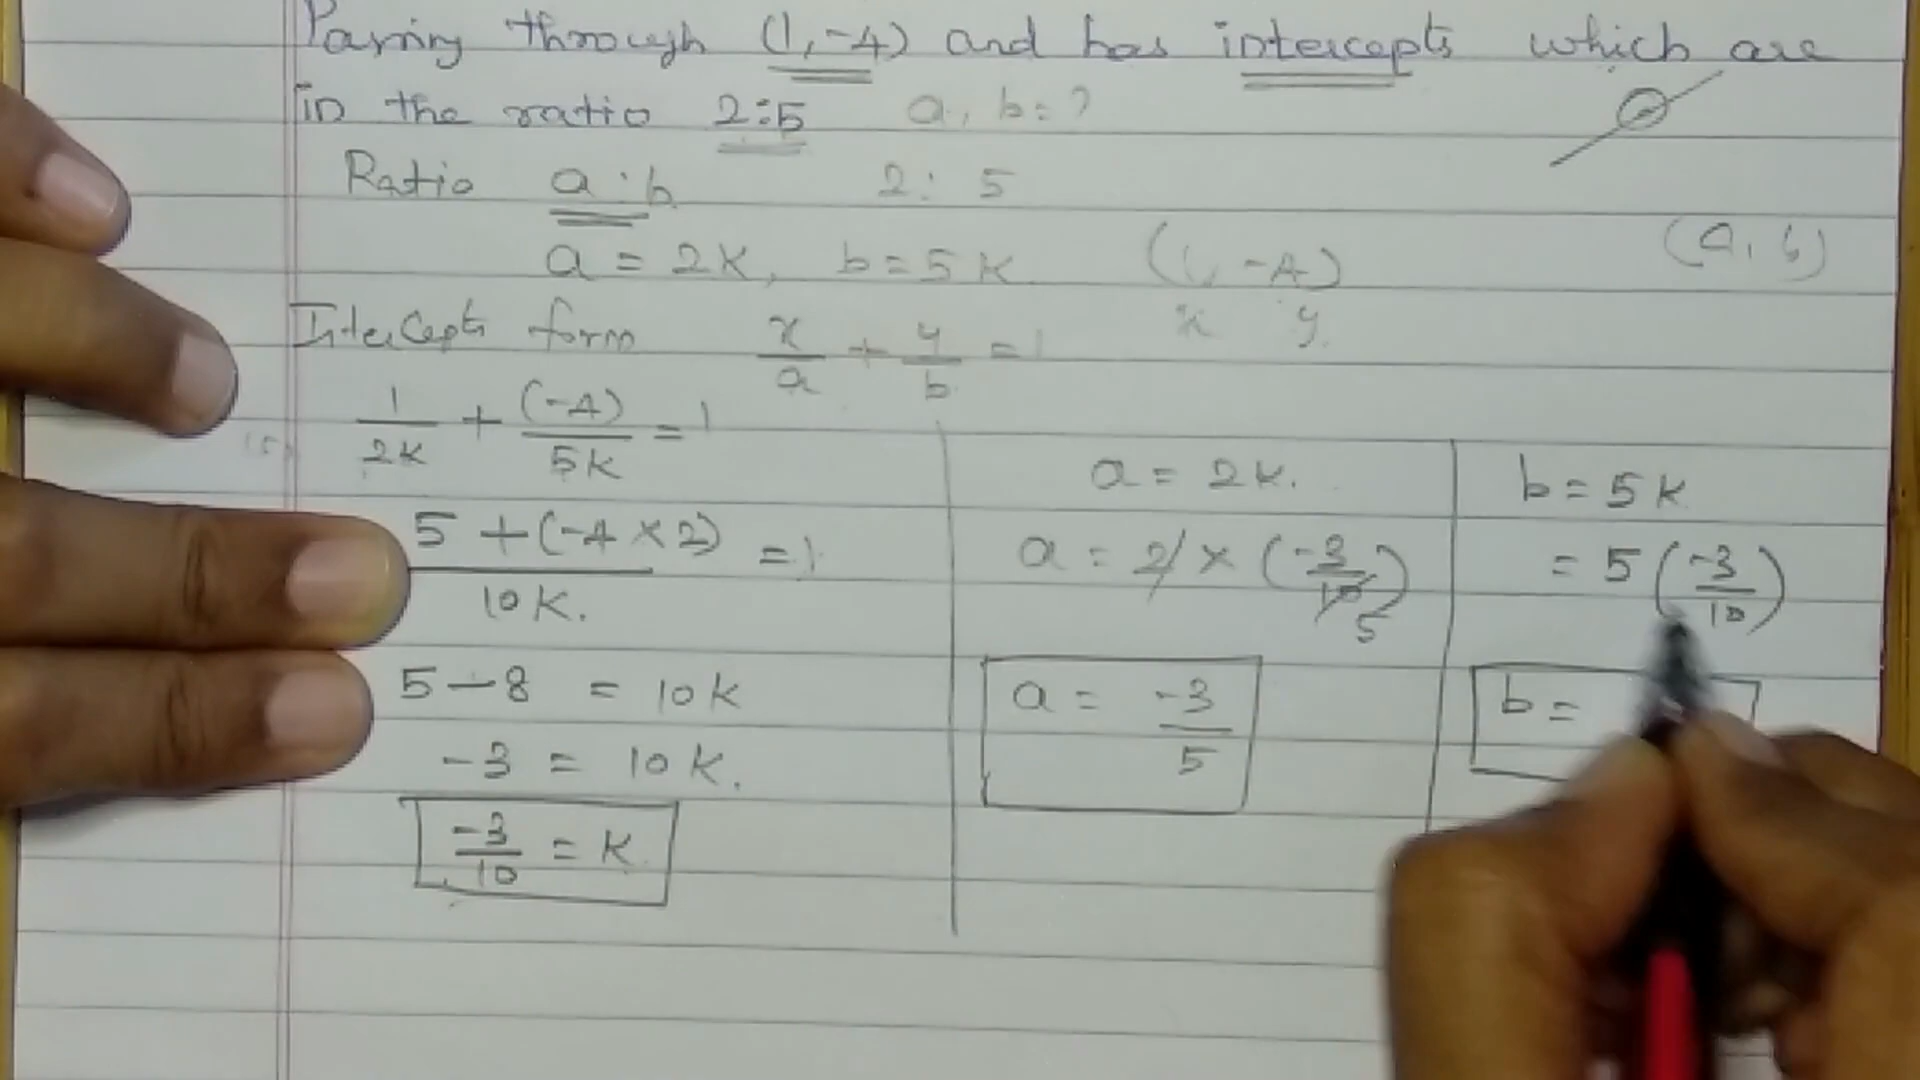 Passing through (1, -4) and has intercepts which are
in the ratio 2:5 a, b = ?
Ratio a : b 2 : 5
a = 2K, b = 5K (1, -4) (a, b)
x y
Intercepts form x/a + y/b = 1
1/2K + (-4)/5K = 1
5 + (-4 × 2)/10K. = 1
5 - 8 = 10K
-3 = 10K.
-3/10 = K
a = 2K.
a = 2 × (-3/10) 5
a = -3/5
b = 5K
= 5 (-3/10)
b =